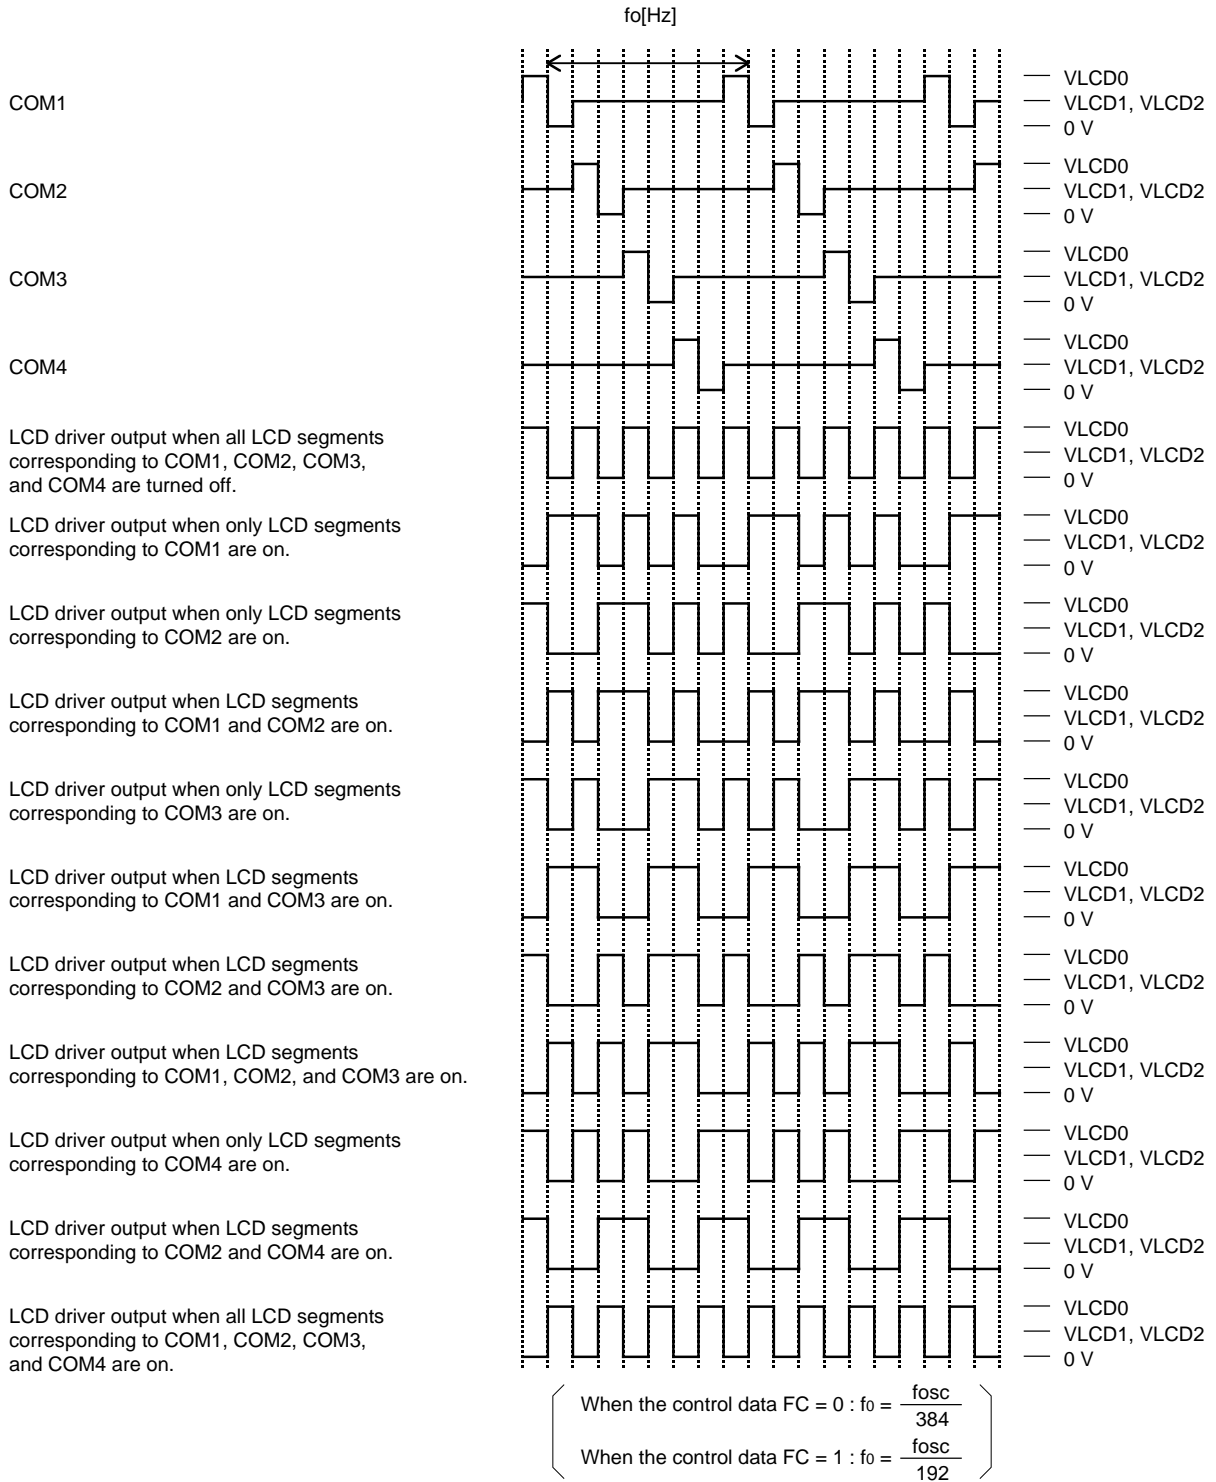 fo[Hz]
COM1
VLCD0
VLCD1, VLCD2
0 V
COM2
VLCD0
VLCD1, VLCD2
0 V
COM3
VLCD0
VLCD1, VLCD2
0 V
COM4
VLCD0
VLCD1, VLCD2
0 V
LCD driver output when all LCD segments
corresponding to COM1, COM2, COM3,
and COM4 are turned off.
VLCD0
VLCD1, VLCD2
0 V
LCD driver output when only LCD segments
corresponding to COM1 are on.
VLCD0
VLCD1, VLCD2
0 V
LCD driver output when only LCD segments
corresponding to COM2 are on.
VLCD0
VLCD1, VLCD2
0 V
LCD driver output when LCD segments
corresponding to COM1 and COM2 are on.
VLCD0
VLCD1, VLCD2
0 V
LCD driver output when only LCD segments
corresponding to COM3 are on.
VLCD0
VLCD1, VLCD2
0 V
LCD driver output when LCD segments
corresponding to COM1 and COM3 are on.
VLCD0
VLCD1, VLCD2
0 V
LCD driver output when LCD segments
corresponding to COM2 and COM3 are on.
VLCD0
VLCD1, VLCD2
0 V
LCD driver output when LCD segments
corresponding to COM1, COM2, and COM3 are on.
VLCD0
VLCD1, VLCD2
0 V
LCD driver output when only LCD segments
corresponding to COM4 are on.
VLCD0
VLCD1, VLCD2
0 V
LCD driver output when LCD segments
corresponding to COM2 and COM4 are on.
VLCD0
VLCD1, VLCD2
0 V
LCD driver output when all LCD segments
corresponding to COM1, COM2, COM3,
and COM4 are on.
VLCD0
VLCD1, VLCD2
0 V
When the control data FC = 0 : f0 = fosc
384
When the control data FC = 1 : f0 = fosc
192